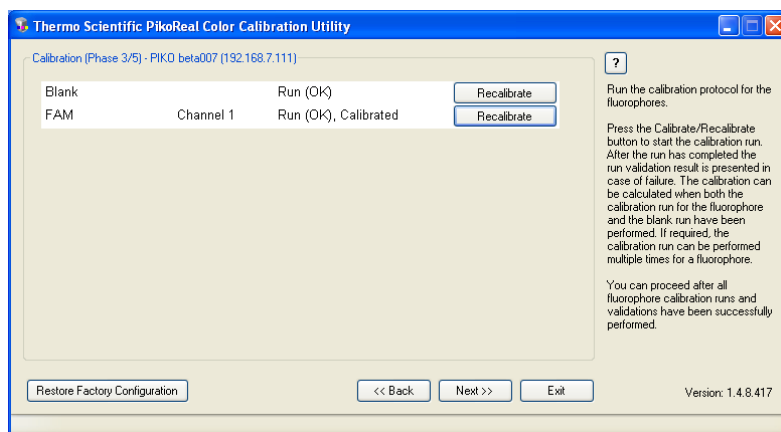 Thermo Scientific PikoReal Color Calibration Utility
Calibration (Phase 3/5) - PIKO beta007 (192.168.7.111)
Blank Run (OK) Recalibrate
FAM Channel 1 Run (OK), Calibrated Recalibrate
?
Run the calibration protocol for the
fluorophores.
Press the Calibrate/Recalibrate
button to start the calibration run.
After the run has completed the
run validation result is presented in
case of failure. The calibration can
be calculated when both the
calibration run for the fluorophore
and the blank run have been
performed. If required, the
calibration run can be performed
multiple times for a fluorophore.
You can proceed after all
fluorophore calibration runs and
validations have been successfully
performed.
Restore Factory Configuration << Back Next >> Exit Version: 1.4.8.417